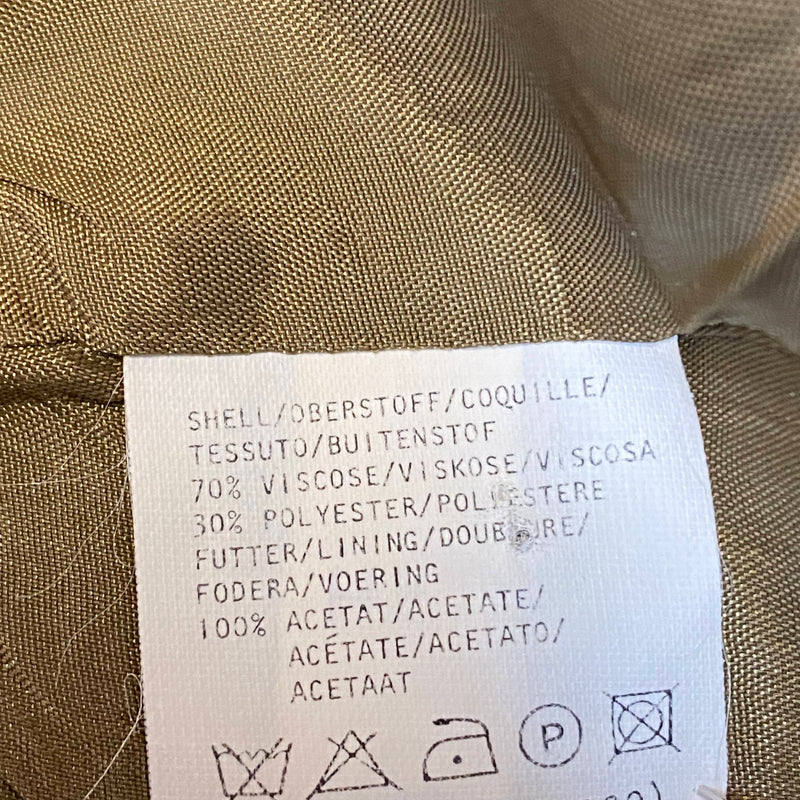 SHELL/OBERSTOFF/COQUILLE/
TESSUTO/BUITENSTOF
70% VISCOSE/VISKOSE/VISCOSA
30% POLYESTER/POLIESTERE
FUTTER/LINING/DOUBLURE/
FODERA/VOERING
100% ACETAT/ACETATE/
ACÉTATE/ACETATO/
ACETAAT
P